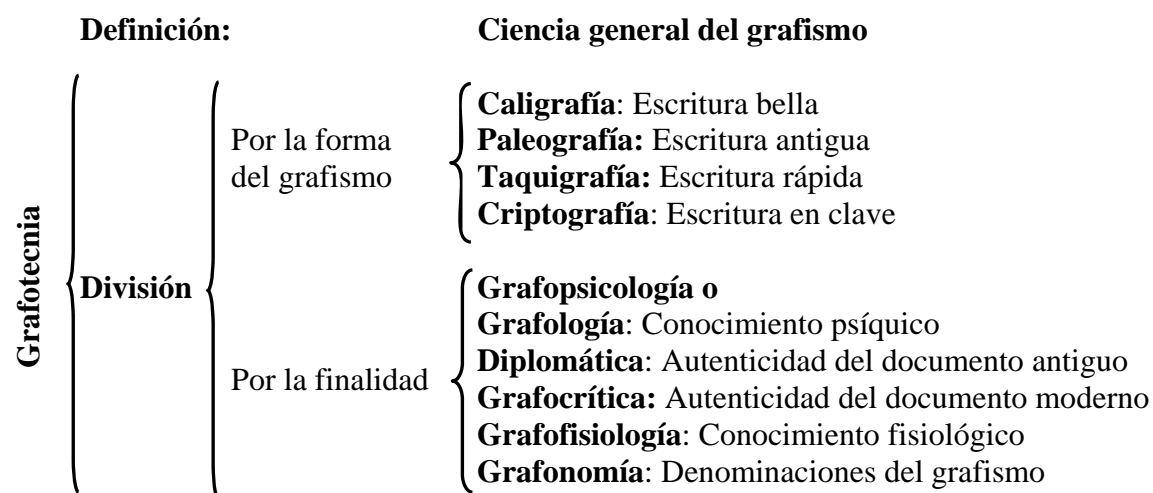 Definición: Ciencia general del grafismo
Grafotecnia
División
Por la forma
del grafismo
Caligrafía: Escritura bella
Paleografía: Escritura antigua
Taquigrafía: Escritura rápida
Criptografía: Escritura en clave
Por la finalidad
Grafopsicología o
Grafología: Conocimiento psíquico
Diplomática: Autenticidad del documento antiguo
Grafocrítica: Autenticidad del documento moderno
Grafofisiología: Conocimiento fisiológico
Grafonomía: Denominaciones del grafismo